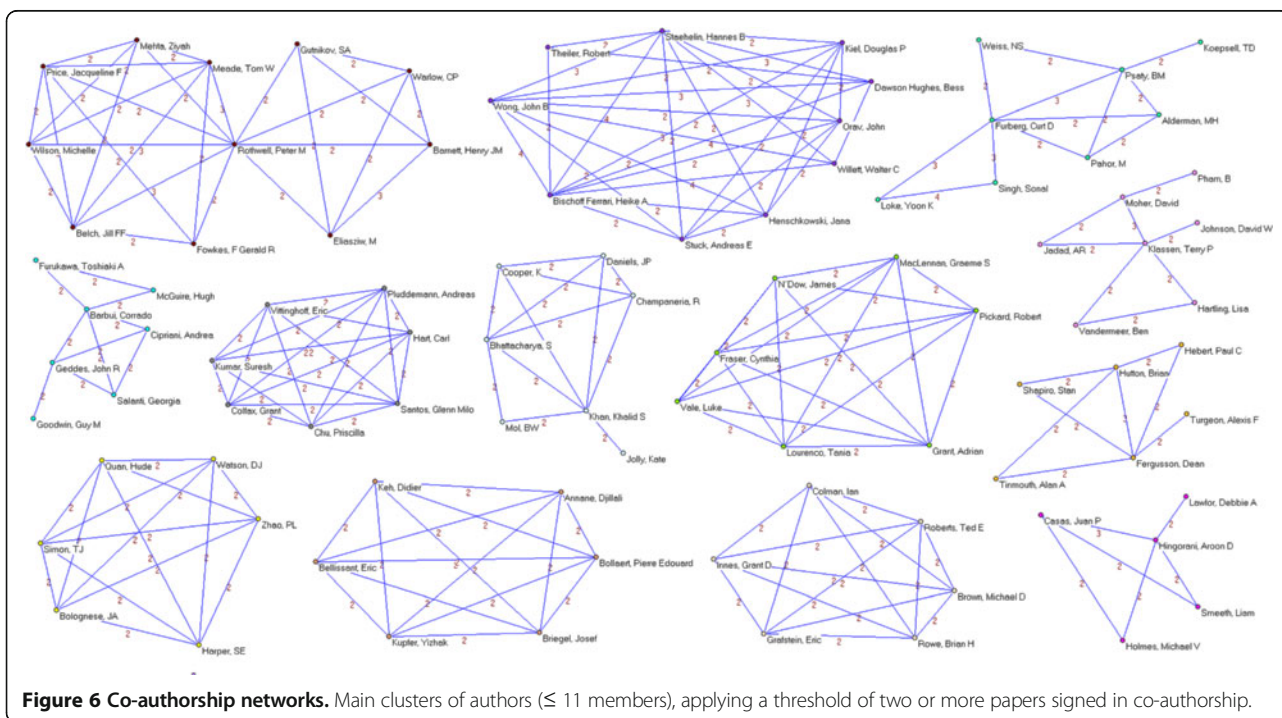 Mehta, Ziyah
Price, Jacqueline F
Meade, Tom W
Wilson, Michelle
Rothwell, Peter M
Belch, Jill FF
Fowkes, F Gerald R
Gutnikov, SA
Warlow, CP
Barnett, Henry JM
Eliasziw, M
Staehelin, Hannes B
Theiler, Robert
Kiel, Douglas P
Dawson Hughes, Bess
Wong, John B
Orav, John
Willett, Walter C
Bischoff Ferrari, Heike A
Henschkowski, Jana
Stuck, Andreas E
Weiss, NS
Koepsell, TD
Psaty, BM
Furberg, Curt D
Alderman, MH
Pahor, M
Singh, Sonal
Loke, Yoon K
Pham, B
Moher, David
Johnson, David W
Jadad, AR
Klassen, Terry P
Hartling, Lisa
Vandermeer, Ben
Furukawa, Toshiaki A
McGuire, Hugh
Barbui, Corrado
Cipriani, Andrea
Geddes, John R
Salanti, Georgia
Goodwin, Guy M
Pluddemann, Andreas
Vittinghoff, Eric
Hart, Carl
Kumar, Suresh
Colfax, Grant
Santos, Glenn Milo
Chu, Priscilla
Cooper, K
Daniels, JP
Champaneria, R
Bhattacharya, S
Khan, Khalid S
Mol, BW
Jolly, Kate
MacLennan, Graeme S
N'Dow, James
Pickard, Robert
Fraser, Cynthia
Vale, Luke
Lourenco, Tania
Grant, Adrian
Hebert, Paul C
Hutton, Brian
Shapiro, Stan
Turgeon, Alexis F
Fergusson, Dean
Tinmouth, Alan A
Quan, Hude
Watson, DJ
Zhao, PL
Simon, TJ
Bolognese, JA
Harper, SE
Keh, Didier
Annane, Djillali
Bellissant, Eric
Bollaert, Pierre Edouard
Kupfer, Yizhak
Briegel, Josef
Colman, Ian
Roberts, Ted E
Innes, Grant D
Brown, Michael D
Grafstein, Eric
Rowe, Brian H
Lawlor, Debbie A
Casas, Juan P
Hingorani, Aroon D
Smeeth, Liam
Holmes, Michael V
Figure 6 Co-authorship networks. Main clusters of authors (≤ 11 members), applying a threshold of two or more papers signed in co-authorship.